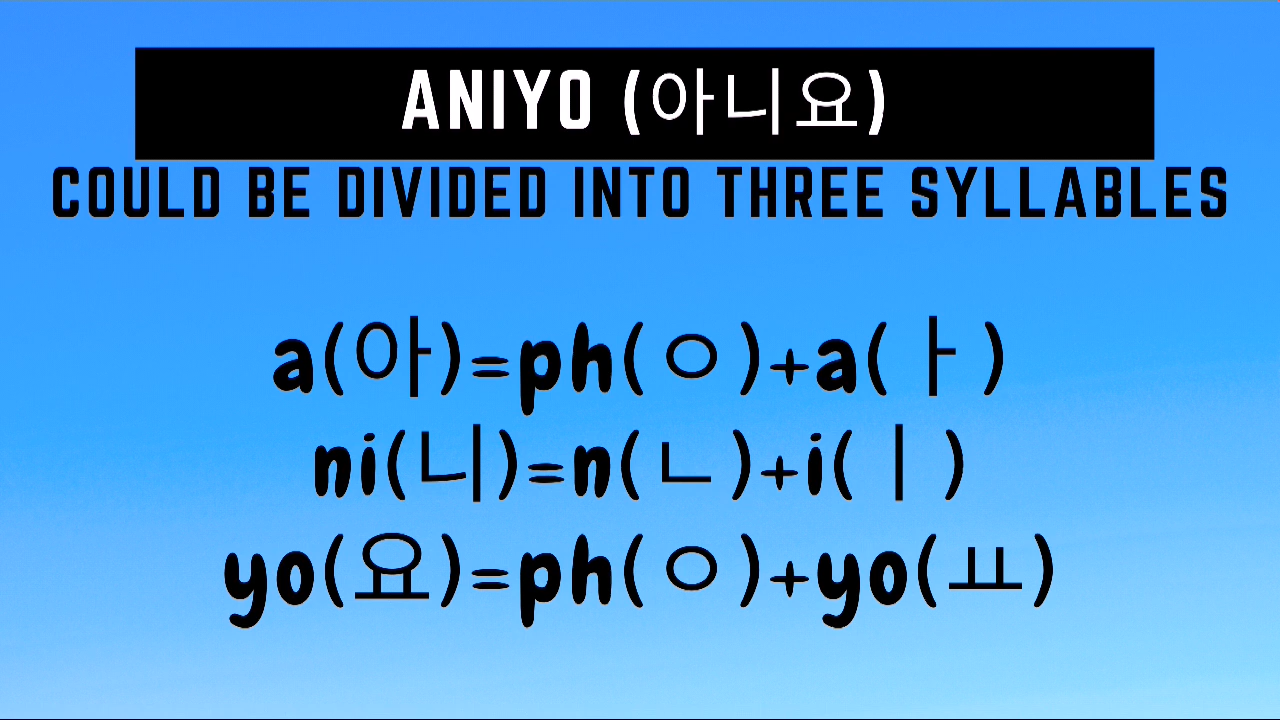 ANIYO (아니요)
COULD BE DIVIDED INTO THREE SYLLABLES
a(아)=ph(ㅇ)+a(ㅏ)
ni(니)=n(ㄴ)+i(ㅣ)
yo(요)=ph(ㅇ)+yo(ㅛ)